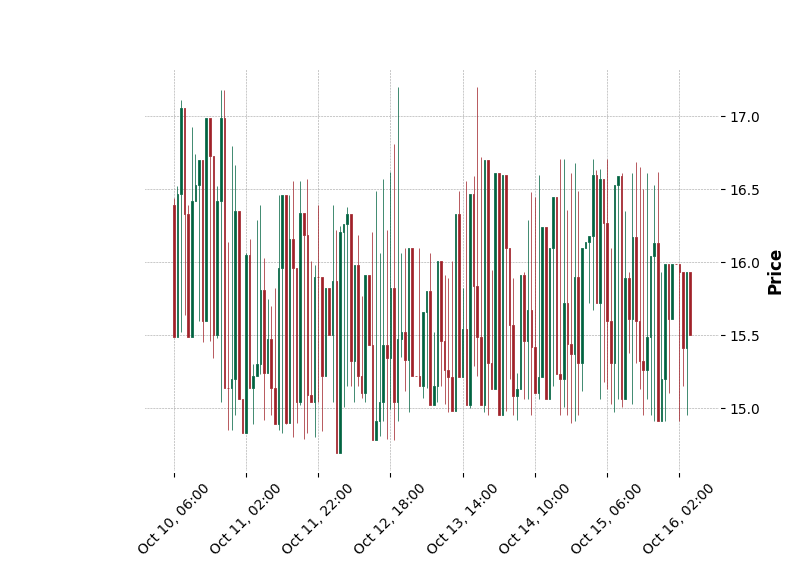 17.0
16.5
16.0
15.5
15.0
Price
Oct 10, 06:00
Oct 11, 02:00
Oct 11, 22:00
Oct 12, 18:00
Oct 13, 14:00
Oct 14, 10:00
Oct 15, 06:00
Oct 16, 02:00